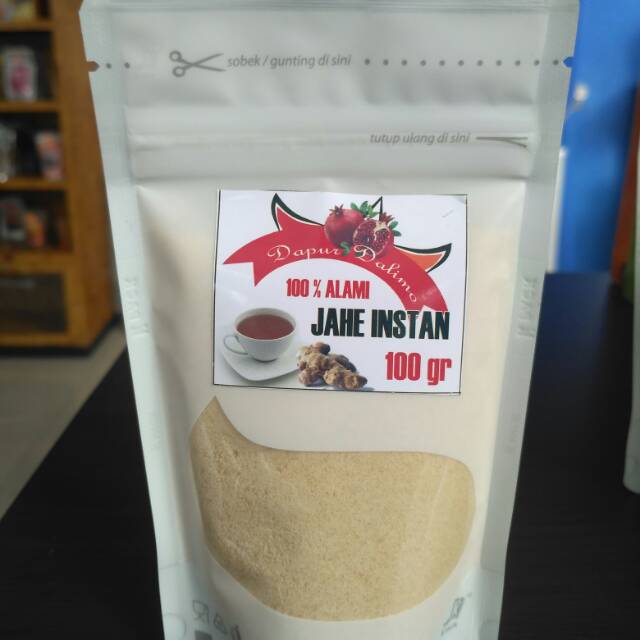 sobek / gunting di sini
tutup ulang di sini
Dapur Dalimo
100 % ALAMI
JAHE INSTAN
100 gr